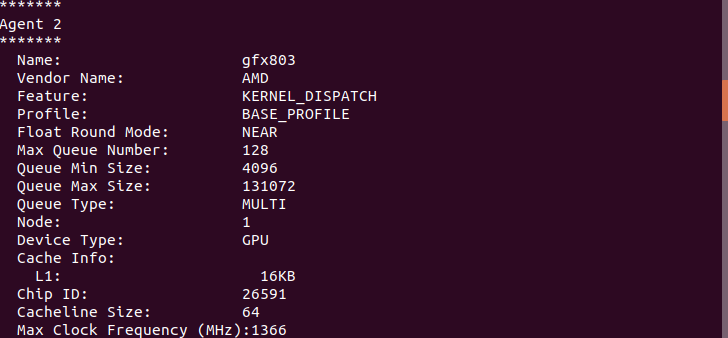 *******
Agent 2
*******
  Name:                    gfx803
  Vendor Name:             AMD
  Feature:                 KERNEL_DISPATCH
  Profile:                 BASE_PROFILE
  Float Round Mode:        NEAR
  Max Queue Number:        128
  Queue Min Size:          4096
  Queue Max Size:          131072
  Queue Type:              MULTI
  Node:                    1
  Device Type:             GPU
  Cache Info:
    L1:                      16KB
  Chip ID:                 26591
  Cacheline Size:          64
  Max Clock Frequency (MHz):1366